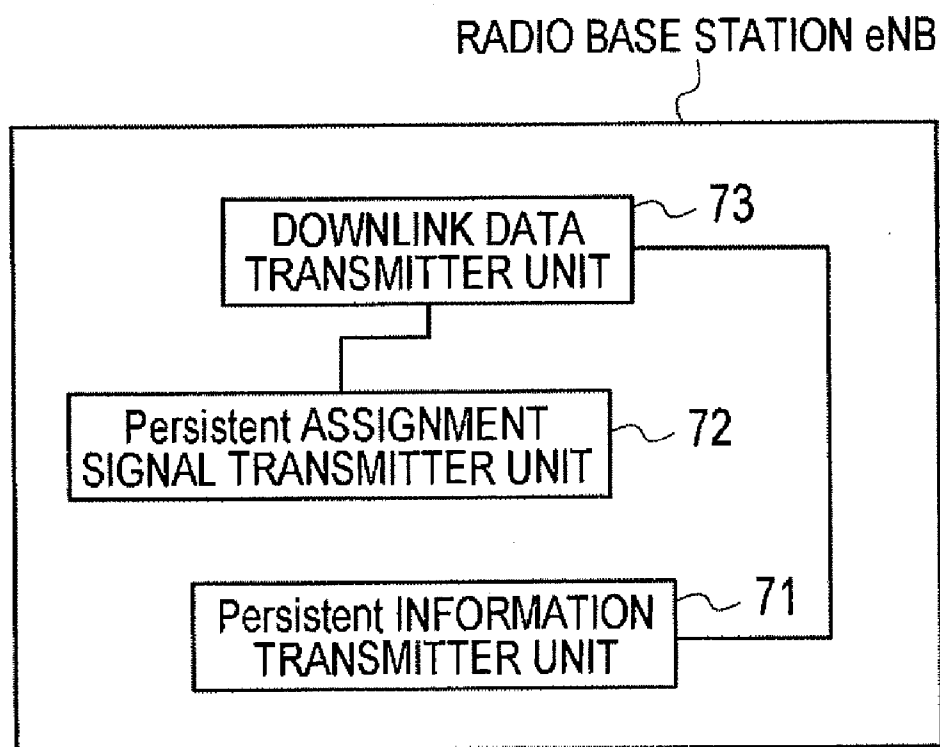 RADIO BASE STATION eNB
73
DOWNLINK DATA
TRANSMITTER UNIT
Persistent ASSIGNMENT
SIGNAL TRANSMITTER UNIT
72
Persistent INFORMATION
TRANSMITTER UNIT
71